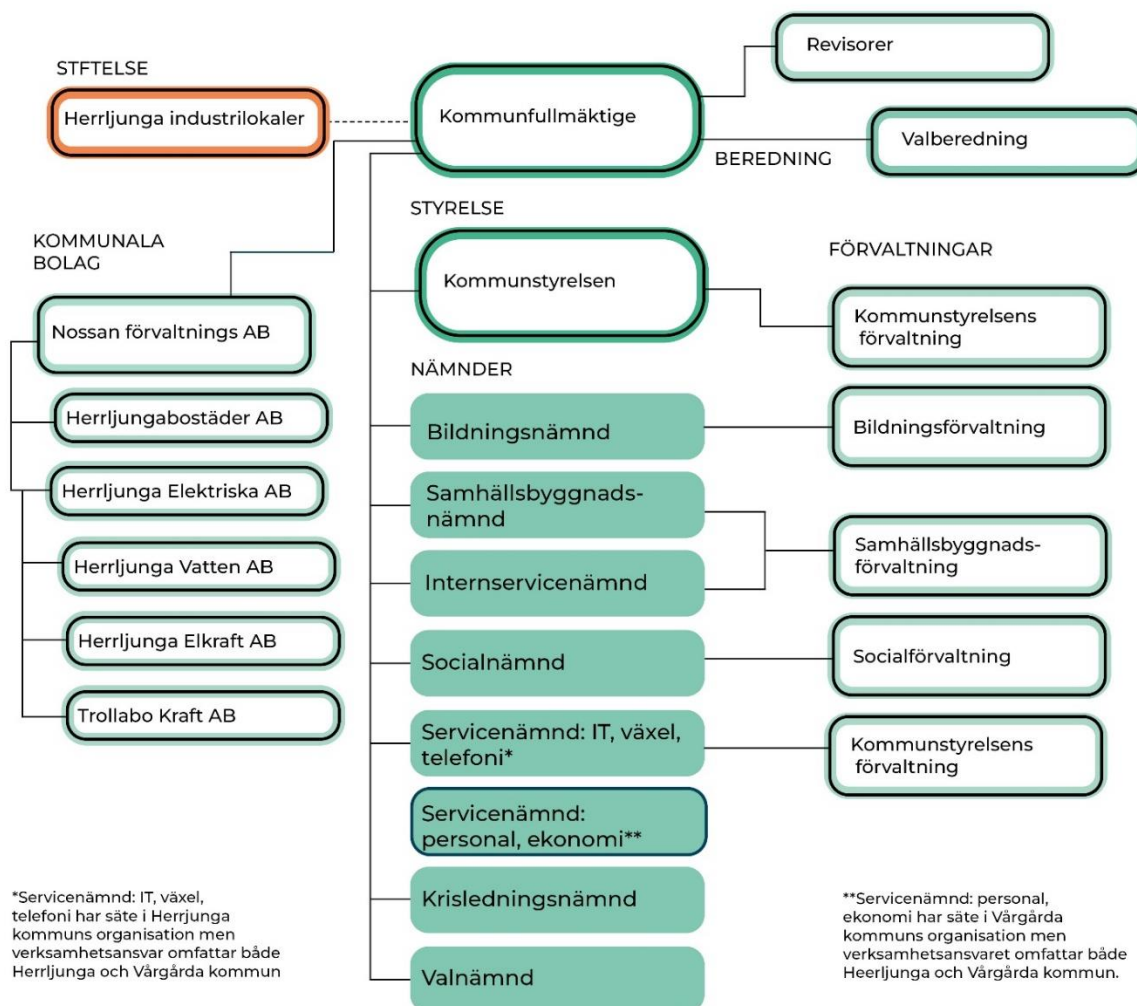 Revisorer
STFTELSE
Herrljunga industrilokaler
Kommunfullmäktige
BEREDNING
Valberedning
STYRELSE
Kommunstyrelsen
KOMMUNALA
BOLAG
FÖRVALTNINGAR
Nossan förvaltnings AB
Kommunstyrelsens
förvaltning
NÄMNDER
Herrljungabostäder AB
Bildningsnämnd
Bildningsförvaltning
Herrljunga Elektriska AB
Samhällsbyggnads-
nämnd
Samhällsbyggnads-
förvaltning
Herrljunga Vatten AB
Internservicenämnd
Herrljunga Elkraft AB
Socialnämnd
Socialförvaltning
Trollabo Kraft AB
Servicenämnd: IT, växel,
telefoni*
Kommunstyrelsens
förvaltning
Servicenämnd:
personal, ekonomi**
Krisledningsnämnd
Valnämnd
*Servicenämnd: IT, växel,
telefoni har säte i Herrjunga
kommuns organisation men
verksamhetsansvar omfattar både
Herrljunga och Vårgårda kommun
**Servicenämnd: personal,
ekonomi har säte i Vårgårda
kommuns organisation men
verksamhetsansvaret omfattar både
Heerljunga och Vårgårda kommun.